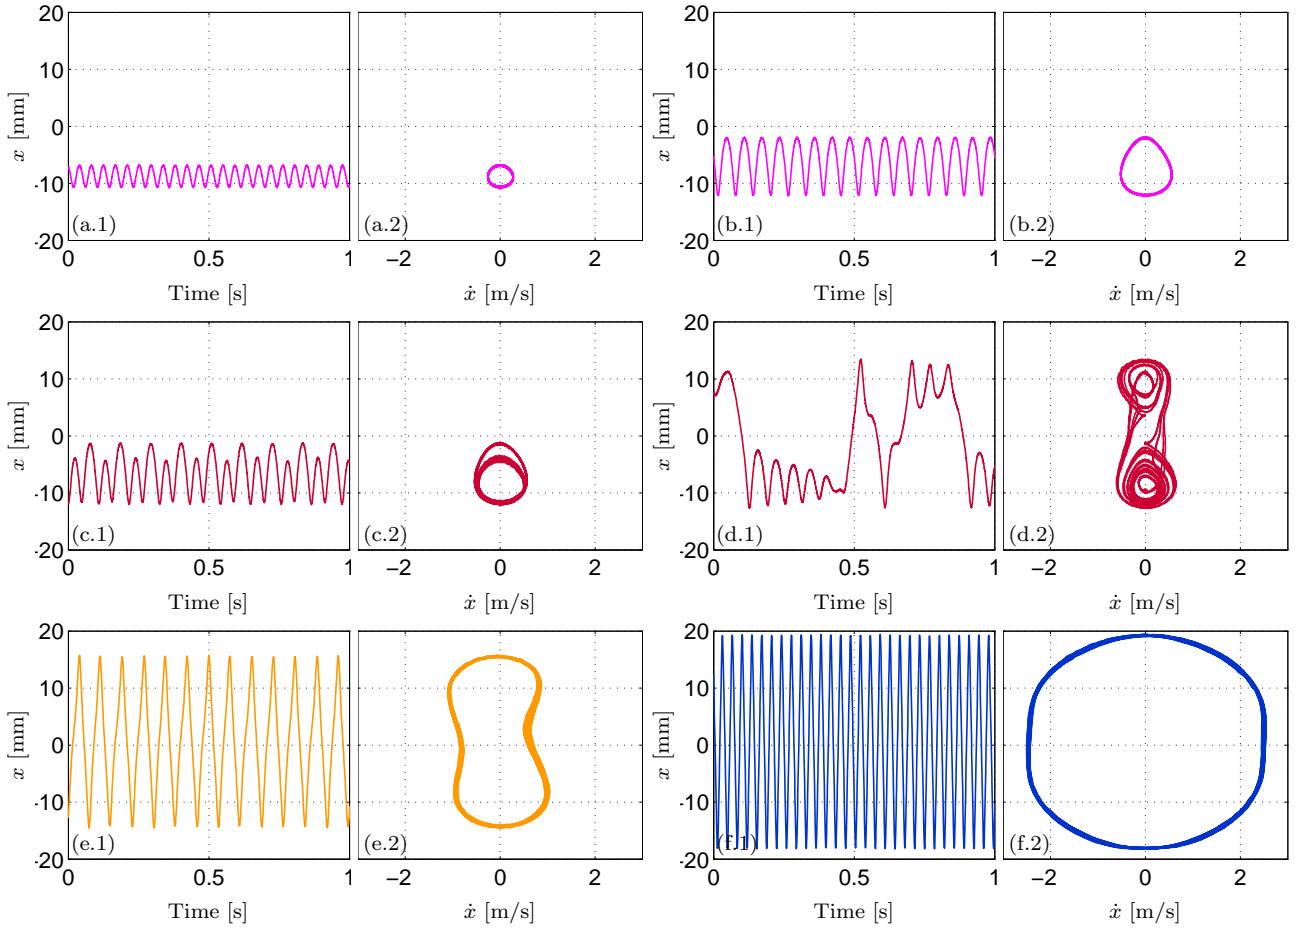 20
10
0
-10
-20
x [mm]
(a.1)
0
0.5
1
Time [s]
(a.2)
−2
0
2
ẋ [m/s]
20
10
0
-10
-20
x [mm]
(b.1)
0
0.5
1
Time [s]
(b.2)
−2
0
2
ẋ [m/s]
20
10
0
-10
-20
x [mm]
(c.1)
0
0.5
1
Time [s]
(c.2)
−2
0
2
ẋ [m/s]
20
10
0
-10
-20
x [mm]
(d.1)
0
0.5
1
Time [s]
(d.2)
−2
0
2
ẋ [m/s]
20
10
0
-10
-20
x [mm]
(e.1)
0
0.5
1
Time [s]
(e.2)
−2
0
2
ẋ [m/s]
20
10
0
-10
-20
x [mm]
(f.1)
0
0.5
1
Time [s]
(f.2)
−2
0
2
ẋ [m/s]